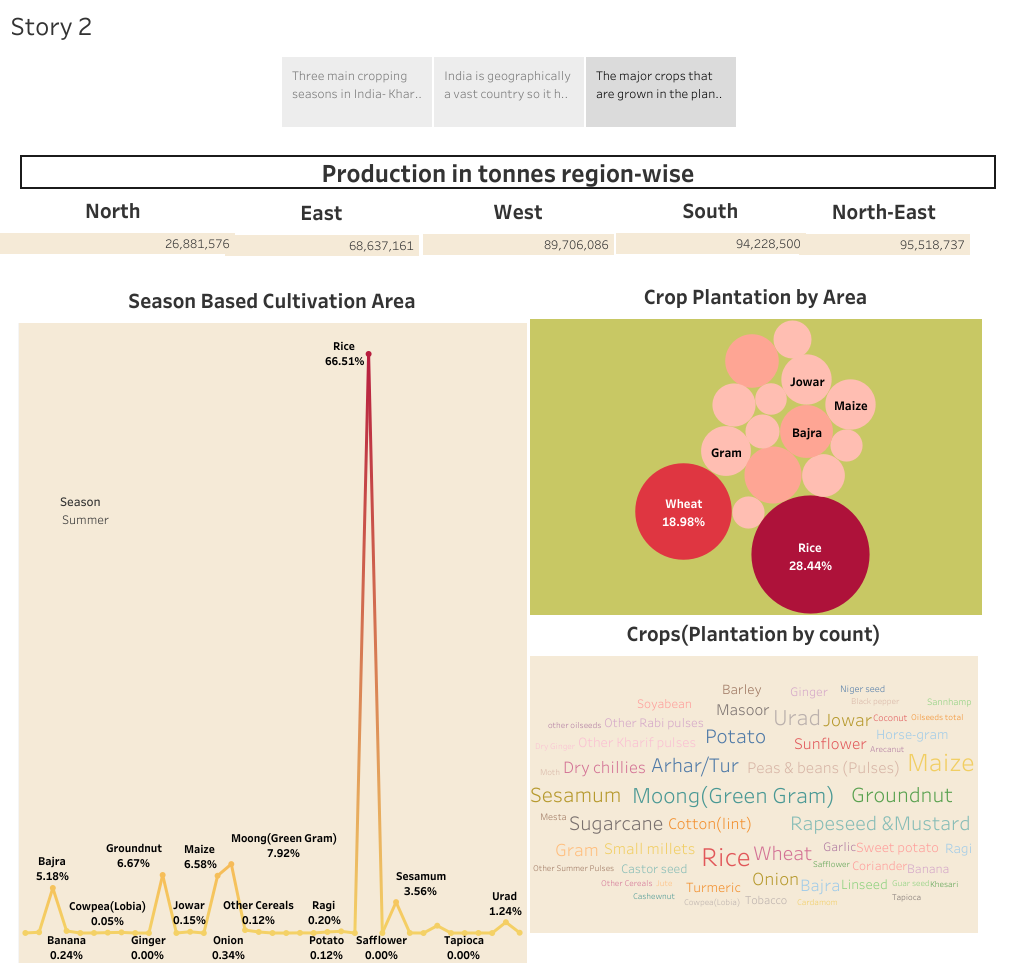 Story 2
Three main cropping
seasons in India- Khar..
India is geographically
a vast country so it h..
The major crops that
are grown in the plan..
Production in tonnes region-wise
North
East
West
South
North-East
26,881,576
68,637,161
89,706,086
94,228,500
95,518,737
Season Based Cultivation Area
Rice
66.51%
Season
Summer
Moong(Green Gram)
7.92%
Groundnut
6.67%
Maize
6.58%
Bajra
5.18%
Sesamum
3.56%
Urad
1.24%
Cowpea(Lobia)
0.05%
Jowar
0.15%
Other Cereals
0.12%
Ragi
0.20%
Banana
0.24%
Ginger
0.00%
Onion
0.34%
Potato
0.12%
Safflower
0.00%
Tapioca
0.00%
Crop Plantation by Area
Jowar
Maize
Bajra
Gram
Wheat
18.98%
Rice
28.44%
Crops(Plantation by count)
Barley
Ginger
Niger seed
Soyabean
Black pepper
Sannhamp
Masoor
other oilseeds
Other Rabi pulses
Urad
Jowar
Coconut
Oilseeds total
Potato
Horse-gram
Dry Ginger
Other Kharif pulses
Sunflower
Arecanut
Moth
Dry chillies
Arhar/Tur
Peas & beans (Pulses)
Maize
Sesamum
Moong(Green Gram)
Groundnut
Mesta
Sugarcane
Cotton(lint)
Rapeseed &Mustard
Gram
Small millets
Rice
Wheat
Garlic
Sweet potato
Ragi
Other Summer Pulses
Castor seed
Safflower
Coriander
Banana
Other Cereals
Jute
Turmeric
Onion
Bajra
Linseed
Guar seed
Khesari
Cashewnut
Cowpea(Lobia)
Tobacco
Cardamom
Tapioca